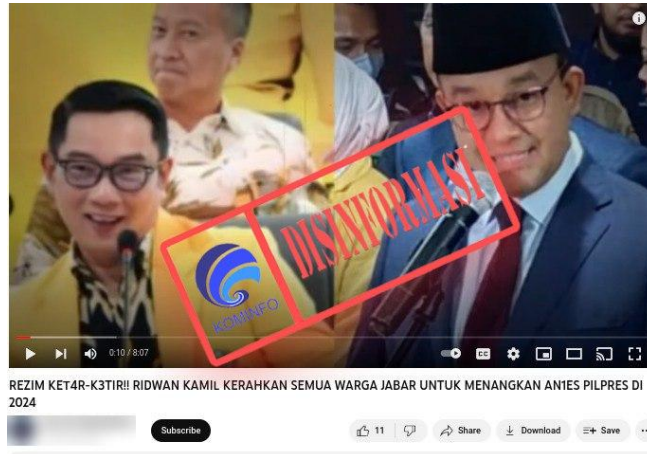 DISINFORMASI
KOMINFO
0:10 / 8:07
CC
REZIM KET4R-K3TIR!! RIDWAN KAMIL KERAHKAN SEMUA WARGA JABAR UNTUK MENANGKAN AN1ES PILPRES DI
2024
Subscribe
11
Share
Download
Save